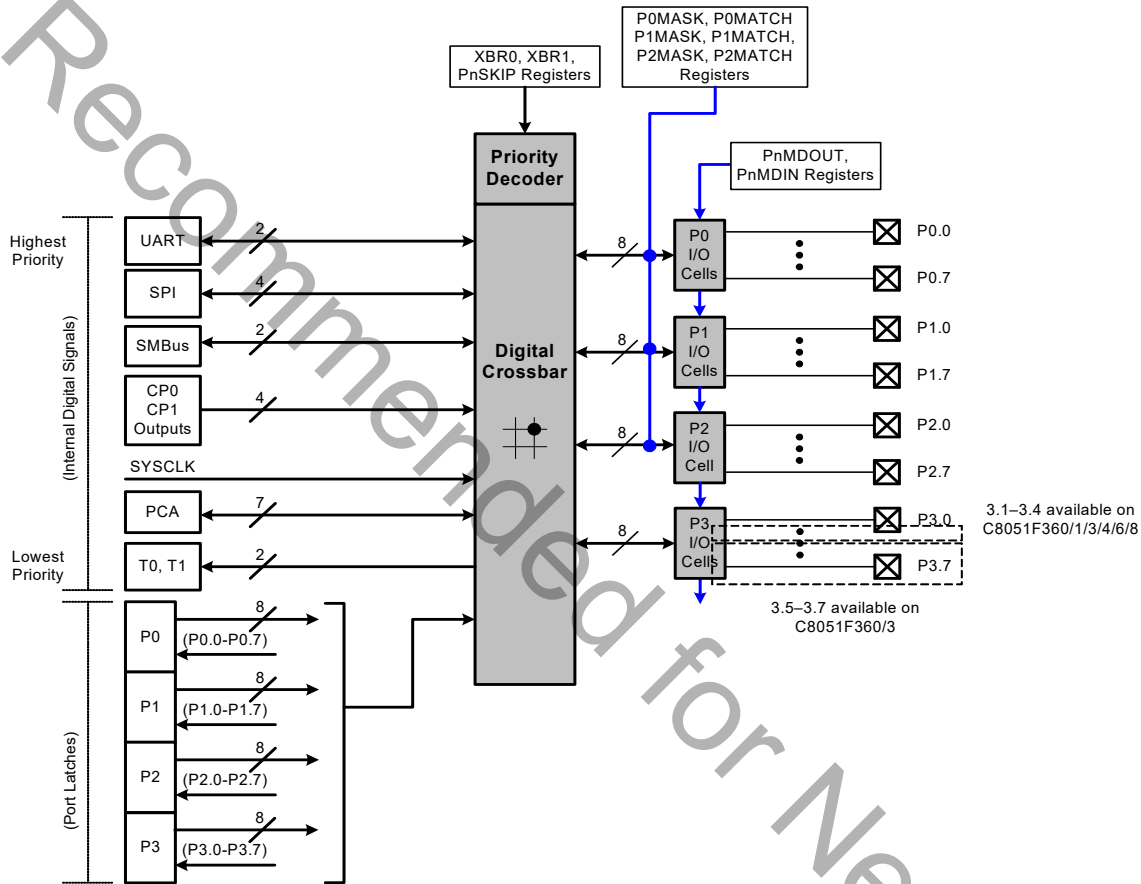 P0MASK, P0MATCH
P1MASK, P1MATCH,
P2MASK, P2MATCH
Registers
XBR0, XBR1,
PnSKIP Registers
PnMDOUT,
PnMDIN Registers
Priority
Decoder
Digital
Crossbar
Highest
Priority
(Internal Digital Signals)
Lowest
Priority
(Port Latches)
UART
2
SPI
4
SMBus
2
CP0
CP1
Outputs
4
SYSCLK
PCA
7
T0, T1
2
P0
8
(P0.0-P0.7)
P1
8
(P1.0-P1.7)
P2
8
(P2.0-P2.7)
P3
8
(P3.0-P3.7)
8
P0
I/O
Cells
P0.0
P0.7
8
P1
I/O
Cells
P1.0
P1.7
8
P2
I/O
Cell
P2.0
P2.7
8
P3
I/O
Cells
P3.0
P3.7
3.1–3.4 available on
C8051F360/1/3/4/6/8
3.5–3.7 available on
C8051F360/3
Recommended for Ne